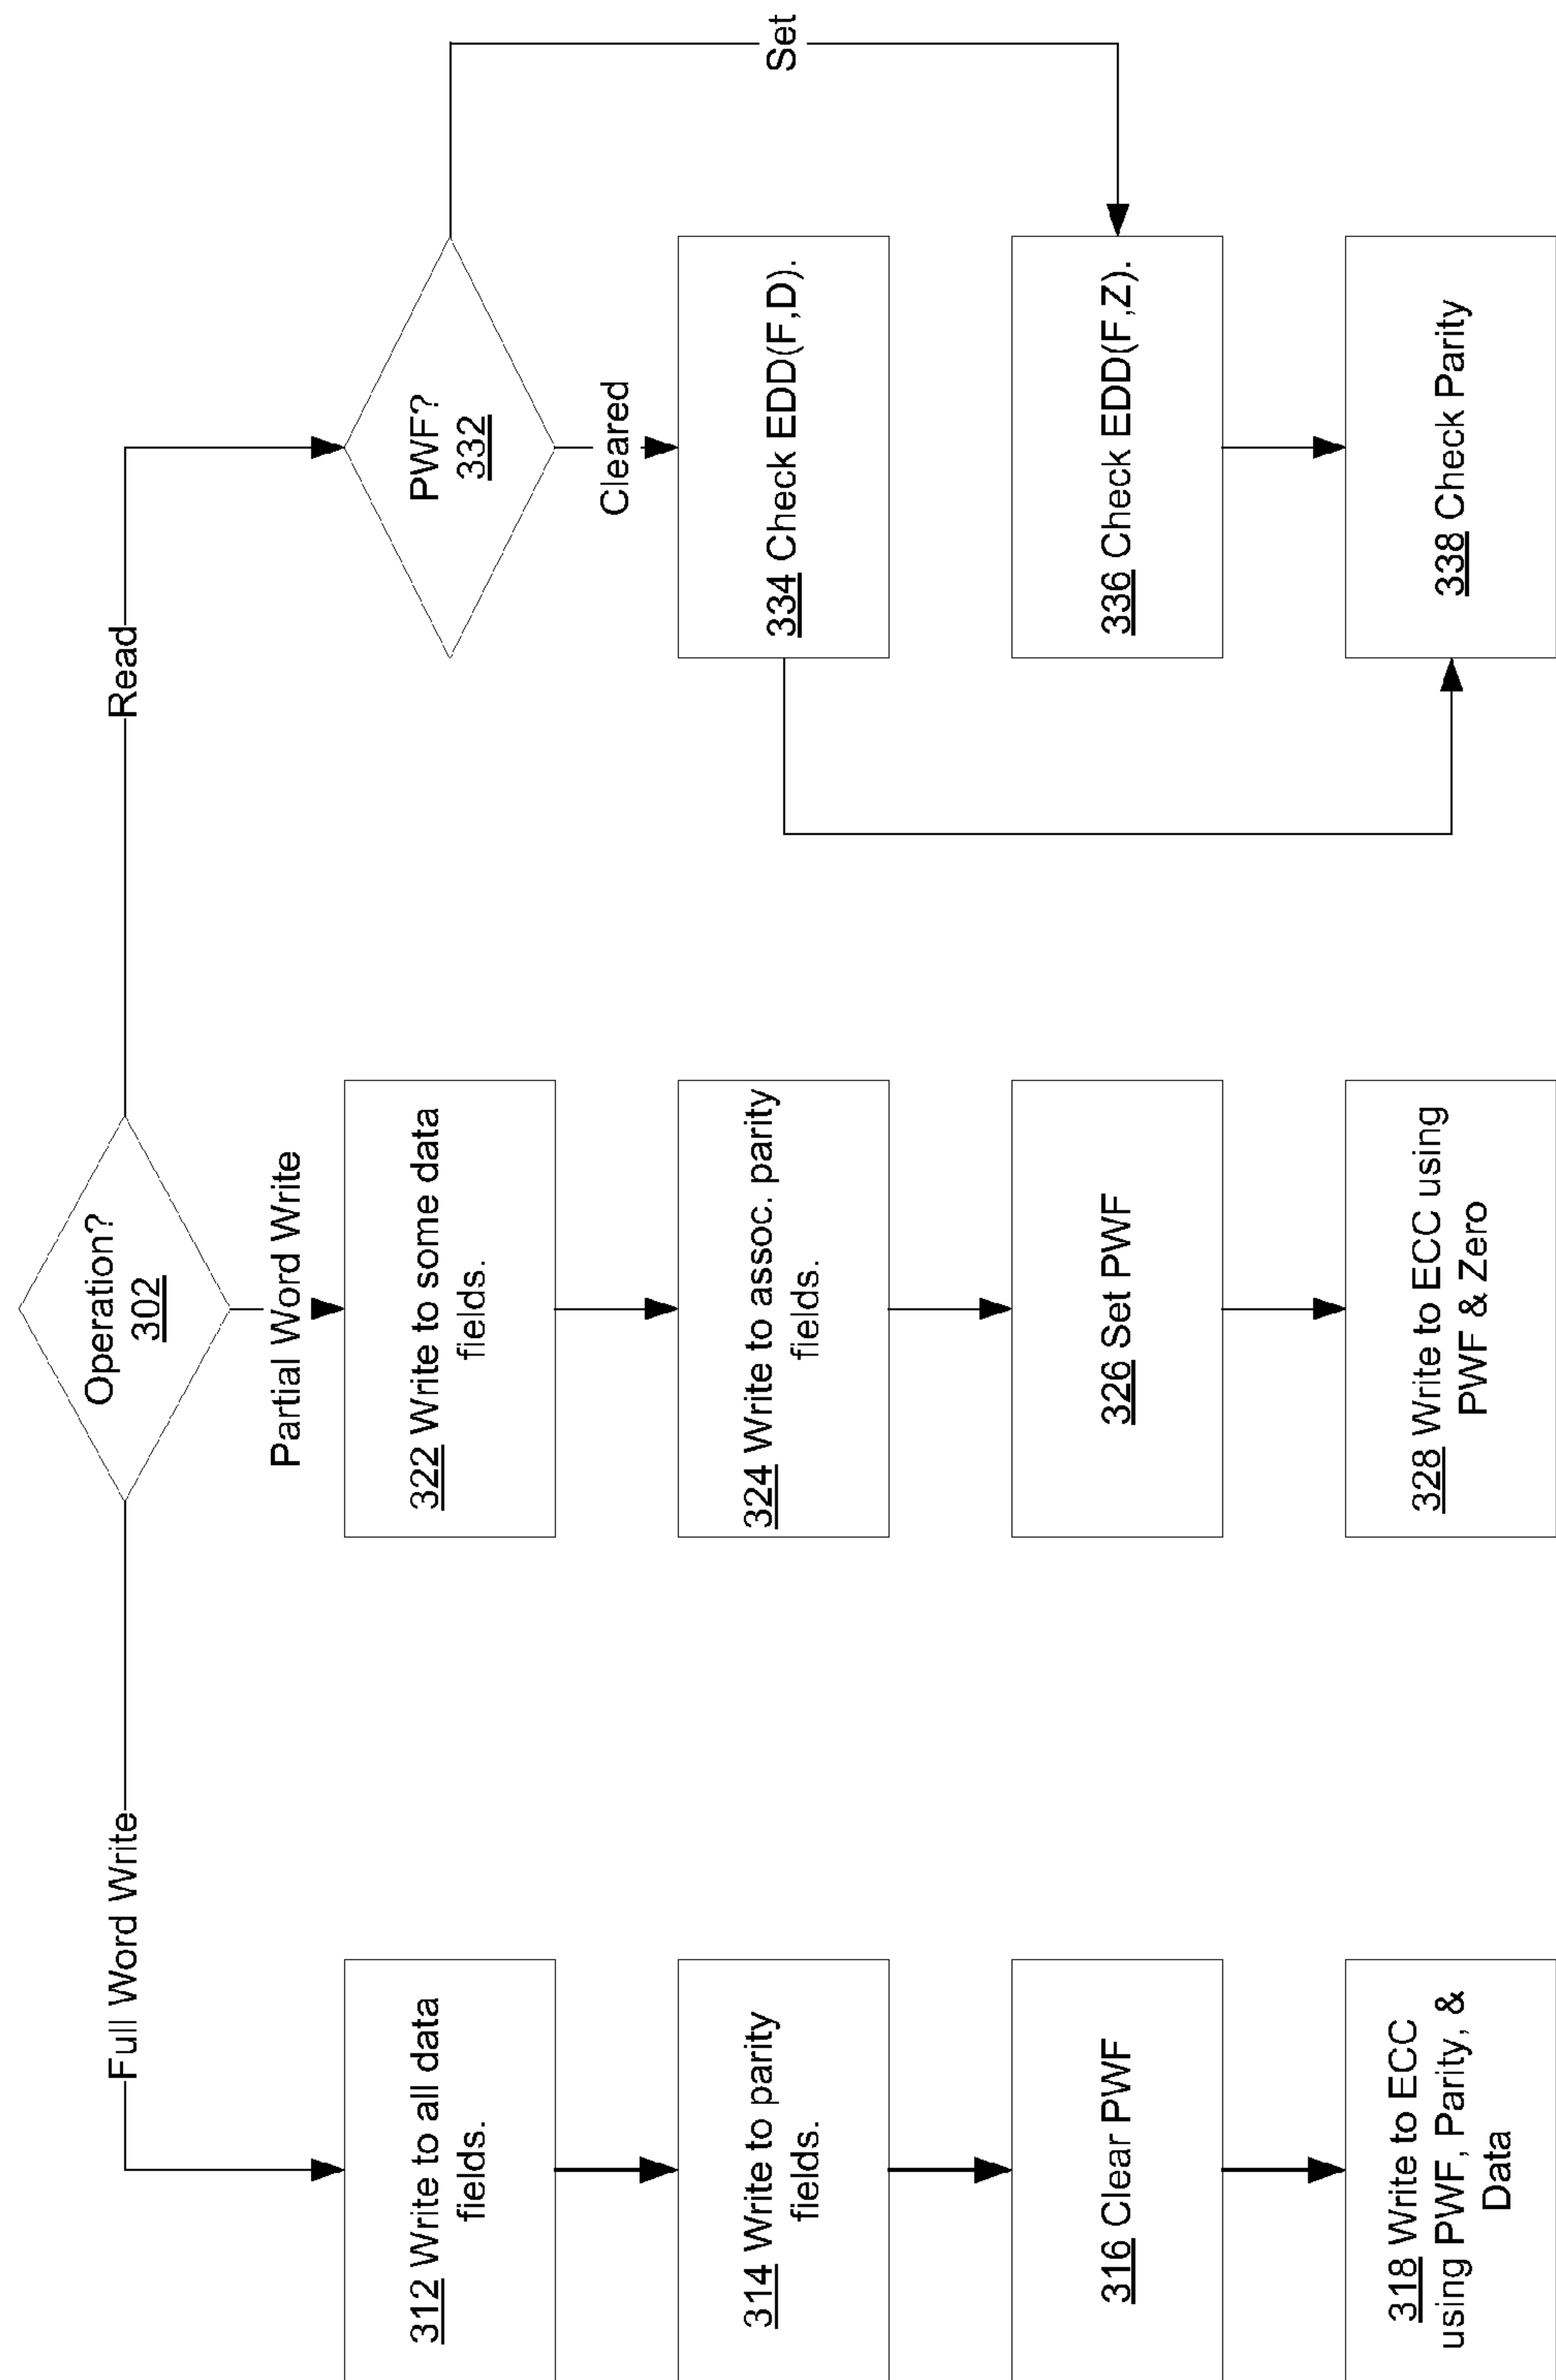 Operation?
302
Full Word Write
Partial Word Write
Read
312 Write to all data
fields.
314 Write to parity
fields.
316 Clear PWF
318 Write to ECC
using PWF, Parity, &
Data
322 Write to some data
fields.
324 Write to assoc. parity
fields.
326 Set PWF
328 Write to ECC using
PWF & Zero
PWF?
332
Cleared
Set
334 Check EDD(F,D).
336 Check EDD(F,Z).
338 Check Parity